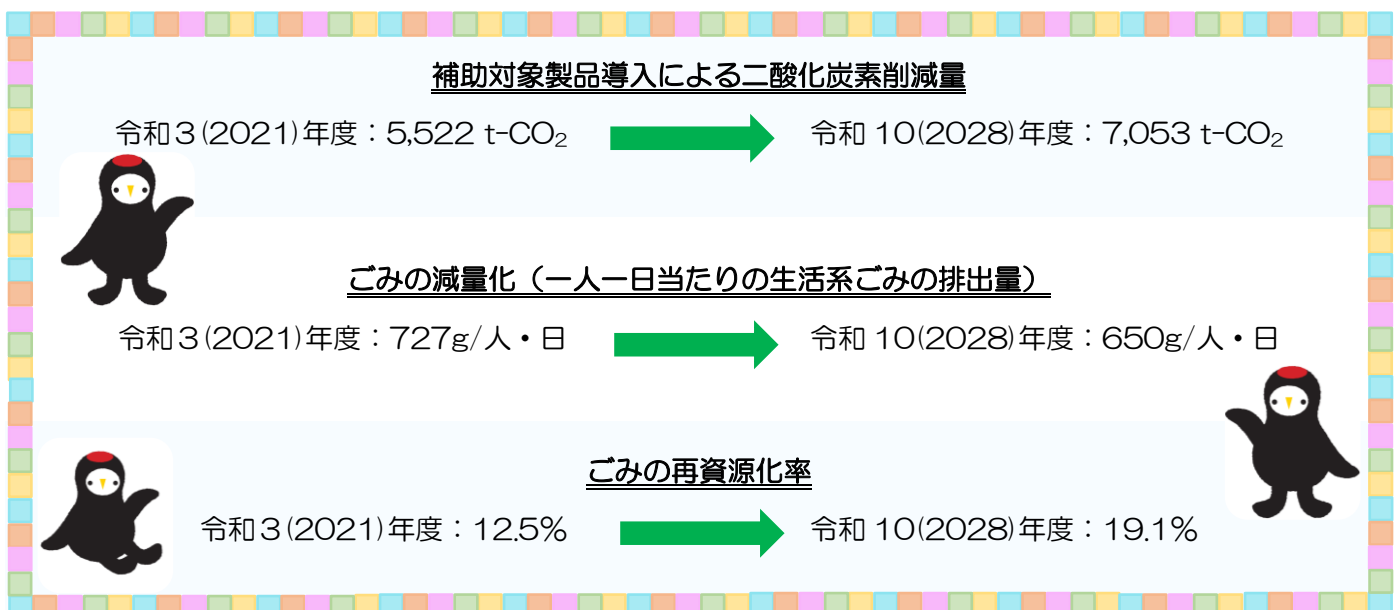 補助対象製品導入による二酸化炭素削減量
令和3(2021)年度：5,522 t-CO₂ 令和 10(2028)年度：7,053 t-CO₂
ごみの減量化（一人一日当たりの生活系ごみの排出量）
令和3(2021)年度：727g/人・日 令和 10(2028)年度：650g/人・日
ごみの再資源化率
令和3(2021)年度：12.5% 令和 10(2028)年度：19.1%